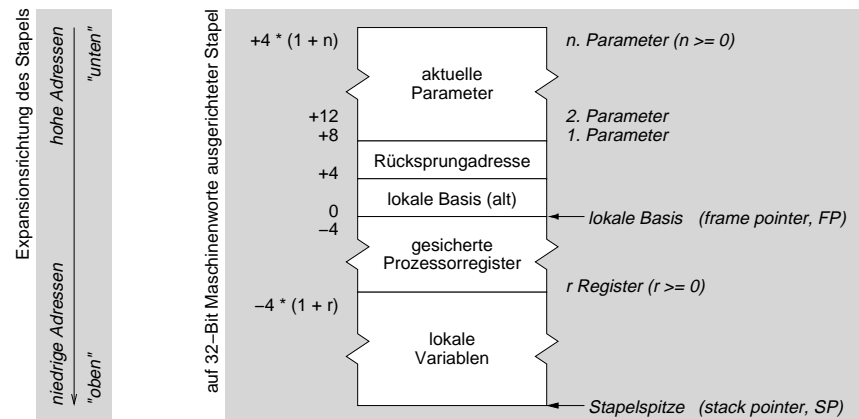 Expansionsrichtung des Stapels
hohe Adressen
"unten"
niedrige Adressen
"oben"
auf 32−Bit Maschinenworte ausgerichteter Stapel
+4 * (1 + n)
n. Parameter (n >= 0)
aktuelle
Parameter
+12
2. Parameter
+8
1. Parameter
Rücksprungadresse
+4
lokale Basis (alt)
0
lokale Basis (frame pointer, FP)
−4
gesicherte
Prozessorregister
r Register (r >= 0)
−4 * (1 + r)
lokale
Variablen
Stapelspitze (stack pointer, SP)